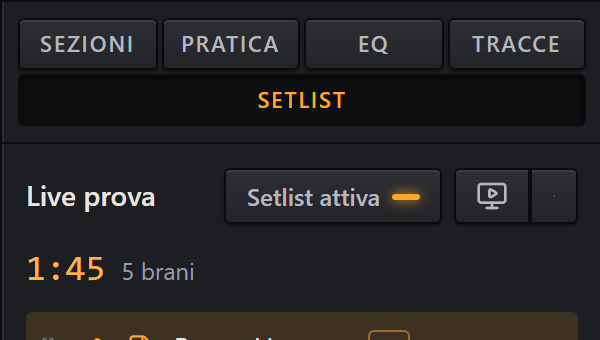 SEZIONI PRATICA EQ TRACCE
SETLIST
Live prova Setlist attiva
1:45 5 brani